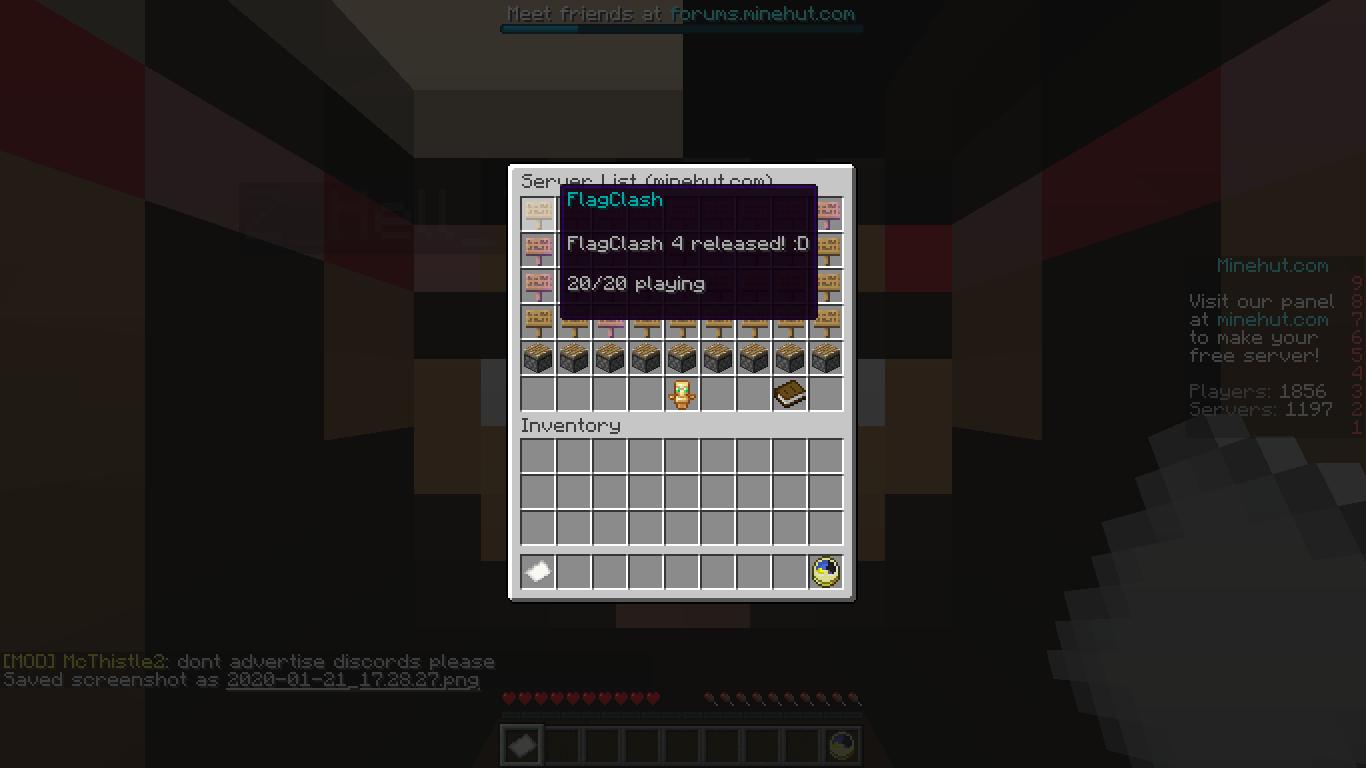 Meet friends at forums.minehut.com
Server List (minehut.com)
FlagClash
FlagClash 4 released! :D
20/20 playing
Inventory
Minehut.com
9
Visit our panel
8
at minehut.com
7
to make your
6
free server!
5
4
Players: 1856
3
Servers: 1197
2
1
[MOD] McThistle2: dont advertise discords please
Saved screenshot as 2020-01-21_17.28.27.png